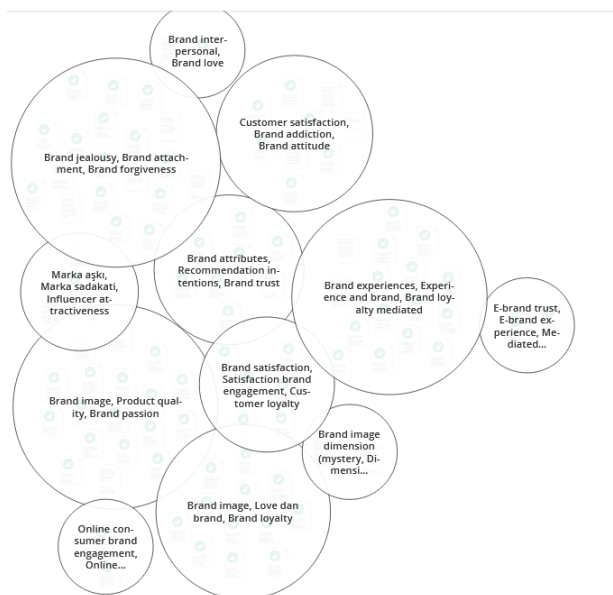 Brand inter-
personal,
Brand love
Customer satisfaction,
Brand addiction,
Brand attitude
Brand jealousy, Brand attach-
ment, Brand forgiveness
Brand attributes,
Recommendation in-
tentions, Brand trust
Marka aşkı,
Marka sadakati,
Influencer at-
tractiveness
Brand experiences, Experi-
ence and brand, Brand loy-
alty mediated
E-brand trust,
E-brand ex-
perience, Me-
diated...
Brand satisfaction,
Satisfaction brand
engagement, Cus-
tomer loyalty
Brand image, Product qual-
ity, Brand passion
Brand image
dimension
(mystery, Di-
mensi...
Brand image, Love dan
brand, Brand loyalty
Online con-
sumer brand
engagement,
Online...